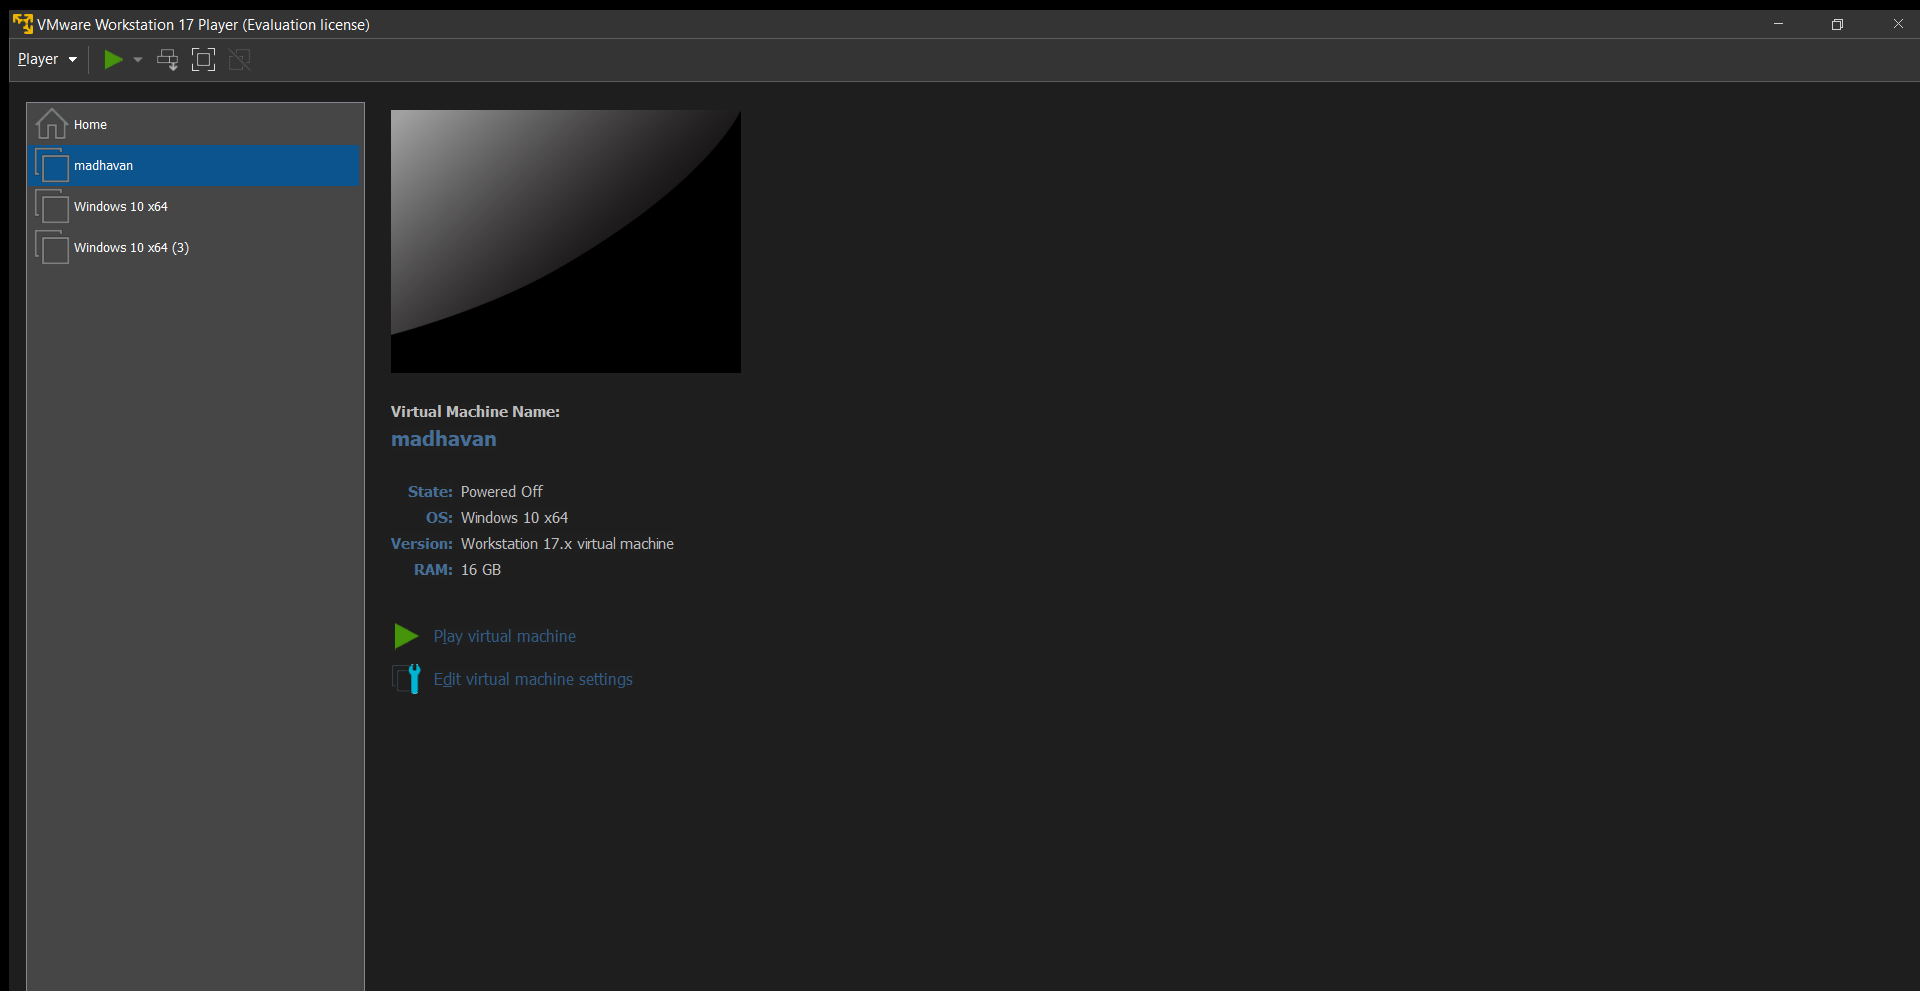 VMware Workstation 17 Player (Evaluation license)
Player
Home
madhavan
Windows 10 x64
Windows 10 x64 (3)
Virtual Machine Name:
madhavan
State: Powered Off
OS: Windows 10 x64
Version: Workstation 17.x virtual machine
RAM: 16 GB
Play virtual machine
Edit virtual machine settings